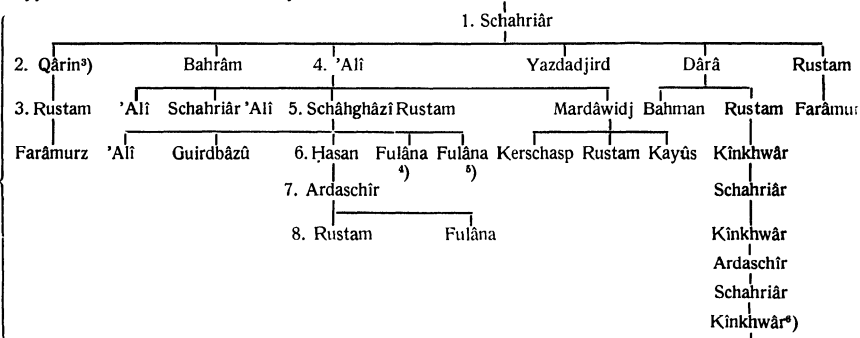 1. Schahriâr
2. Qârin³) Bahrâm 4. 'Alî Yazdadjird Dârâ Rustam
3. Rustam 'Alî Schahriâr 'Alî 5. Schâhghâzî Rustam Mardâwidj Bahman Rustam Farâmur
Farâmurz 'Alî Guirdbâzû 6. Ḥasan Fulâna Fulâna Kerschasp Rustam Kayûs Kînkhwâr
⁴) ⁵)
7. Ardaschîr Schahriâr
8. Rustam Fulâna Kînkhwâr
Ardaschîr
Schahriâr
Kînkhwâr⁶)